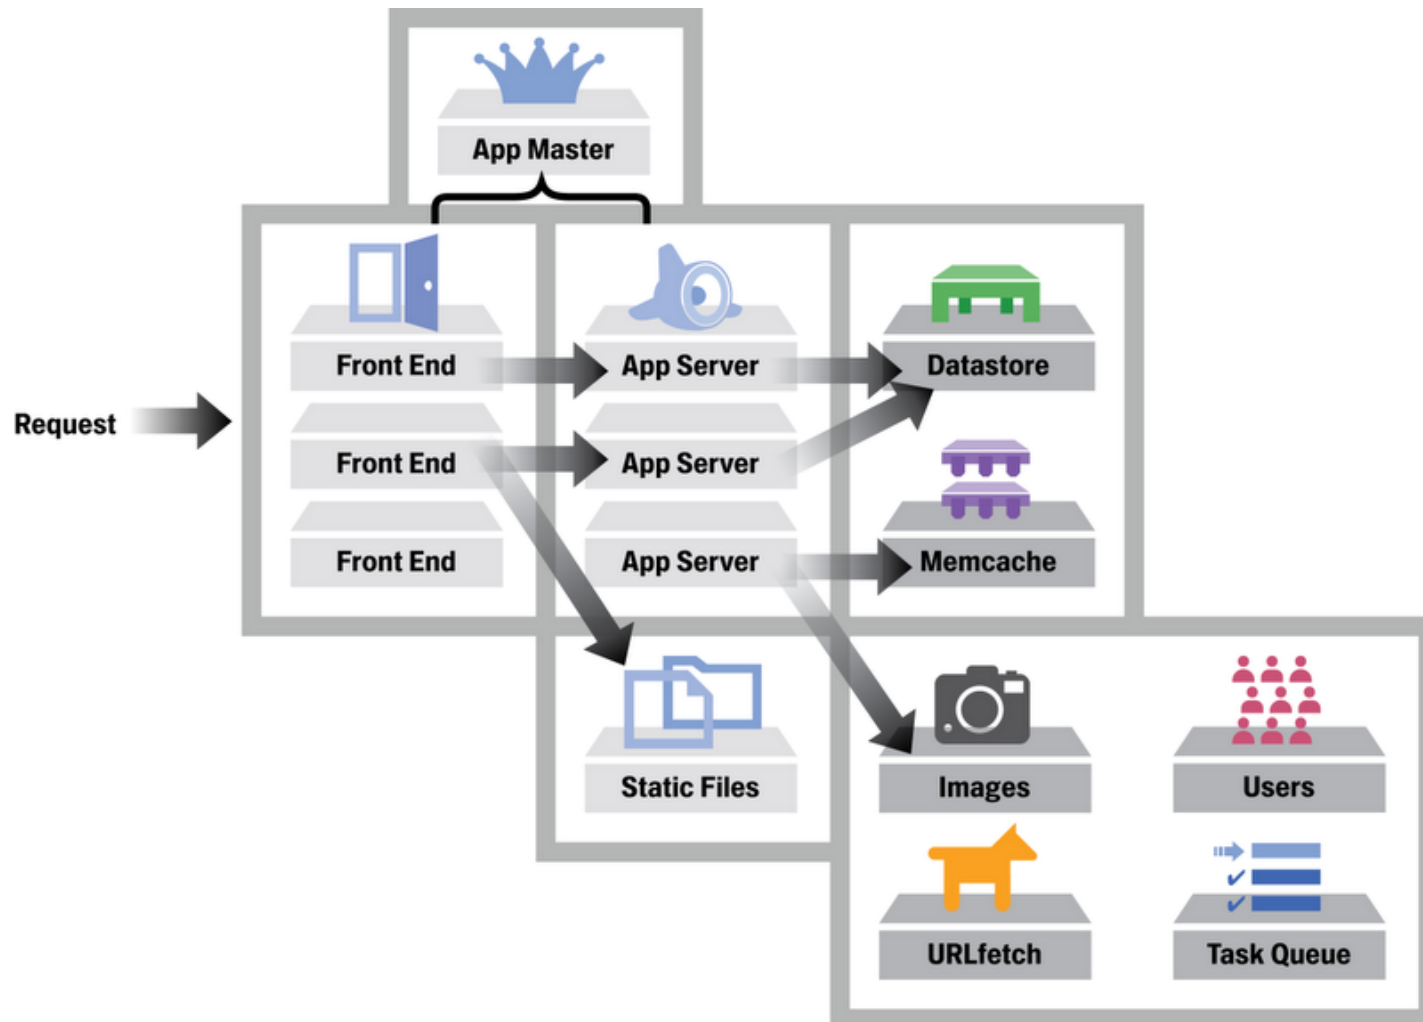 App Master
Front End
App Server
Datastore
Request
Front End
App Server
Front End
App Server
Memcache
Static Files
Images
Users
URLfetch
Task Queue